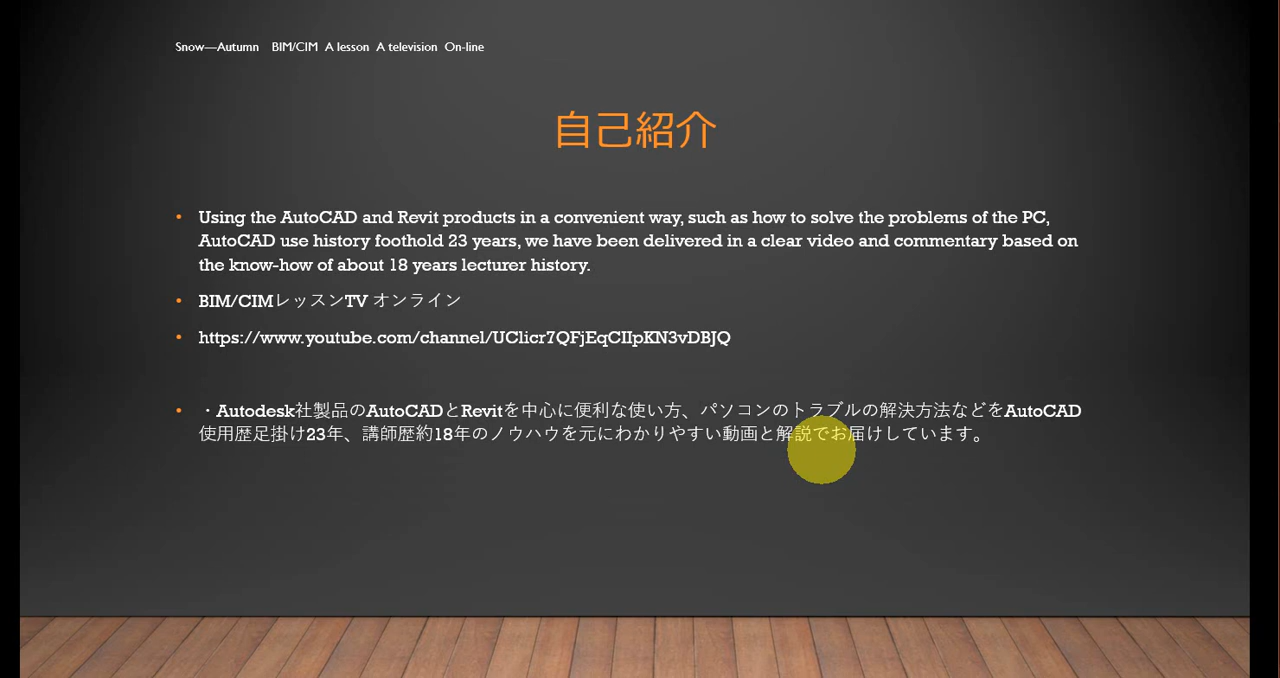 Snow—Autumn BIM/CIM A lesson A television On-line
自己紹介
• Using the AutoCAD and Revit products in a convenient way, such as how to solve the problems of the PC,
AutoCAD use history foothold 23 years, we have been delivered in a clear video and commentary based on
the know-how of about 18 years lecturer history.
• BIM/CIMレッスンTV オンライン
• https://www.youtube.com/channel/UClicr7QFjEqCIIpKN3vDBJQ
• ・Autodesk社製品のAutoCADとRevitを中心に便利な使い方、パソコンのトラブルの解決方法などをAutoCAD
使用歴足掛け23年、講師歴約18年のノウハウを元にわかりやすい動画と解説でお届けしています。